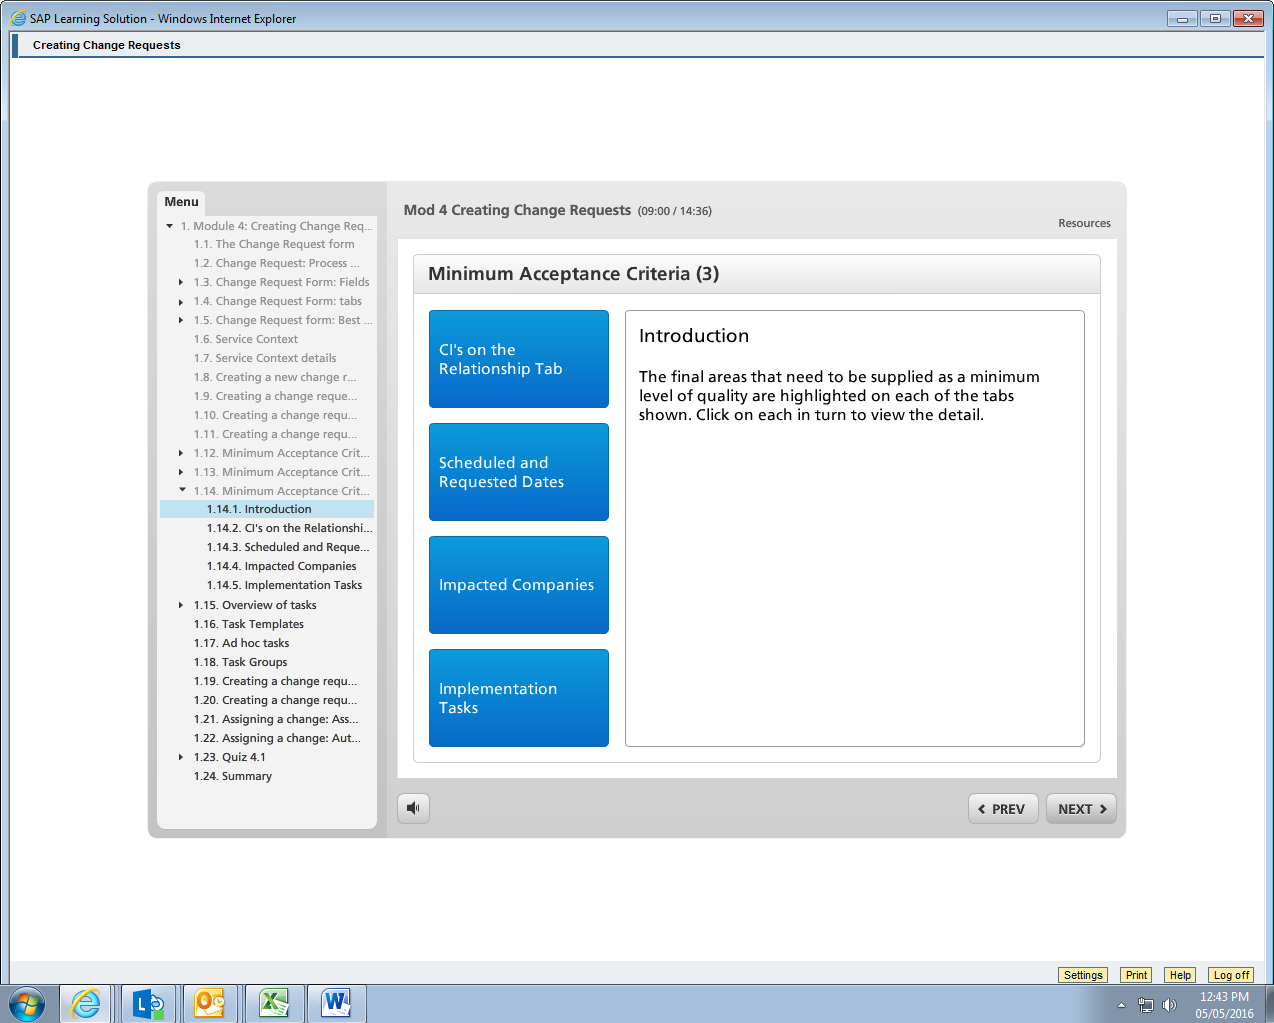 SAP Learning Solution - Windows Internet Explorer
Creating Change Requests
Menu
1. Module 4: Creating Change Req...
1.1. The Change Request form
1.2. Change Request: Process ...
1.3. Change Request Form: Fields
1.4. Change Request Form: tabs
1.5. Change Request form: Best ...
1.6. Service Context
1.7. Service Context details
1.8. Creating a new change r...
1.9. Creating a change reque...
1.10. Creating a change requ...
1.11. Creating a change requ...
1.12. Minimum Acceptance Crit...
1.13. Minimum Acceptance Crit...
1.14. Minimum Acceptance Crit...
1.14.1. Introduction
1.14.2. CI's on the Relationshi...
1.14.3. Scheduled and Reque...
1.14.4. Impacted Companies
1.14.5. Implementation Tasks
1.15. Overview of tasks
1.16. Task Templates
1.17. Ad hoc tasks
1.18. Task Groups
1.19. Creating a change requ...
1.20. Creating a change requ...
1.21. Assigning a change: Ass...
1.22. Assigning a change: Aut...
1.23. Quiz 4.1
1.24. Summary
Mod 4 Creating Change Requests (09:00 / 14:36)
Resources
Minimum Acceptance Criteria (3)
CI's on the
Relationship Tab
Scheduled and
Requested Dates
Impacted Companies
Implementation
Tasks
Introduction
The final areas that need to be supplied as a minimum
level of quality are highlighted on each of the tabs
shown. Click on each in turn to view the detail.
PREV
NEXT
Settings
Print
Help
Log off
12:43 PM
05/05/2016